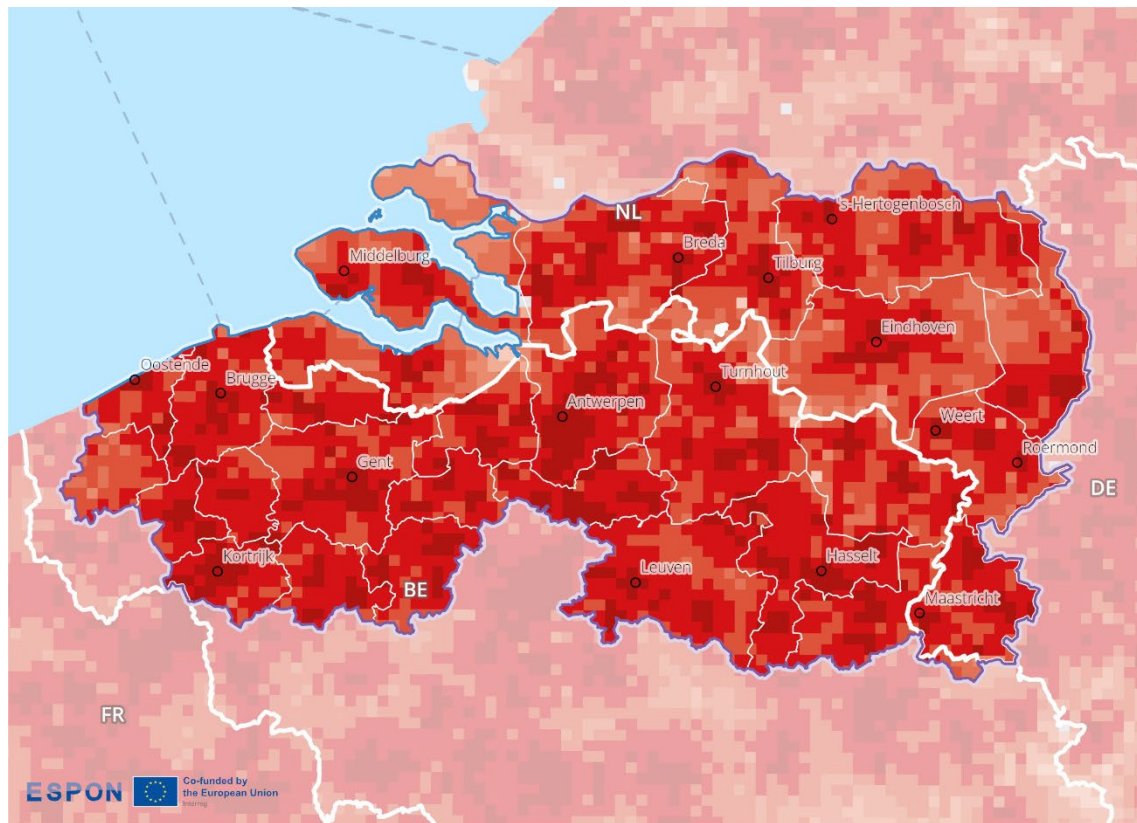 's-Hertogenbosch
NL
Breda
Middelburg
Tilburg
Eindhoven
Oostende
Brugge
Turnhout
Antwerpen
Weert
Gent
Roermond
DE
Kortrijk
Leuven
Hasselt
BE
Maastricht
FR
ESPON
Co-funded by
the European Union
Interreg